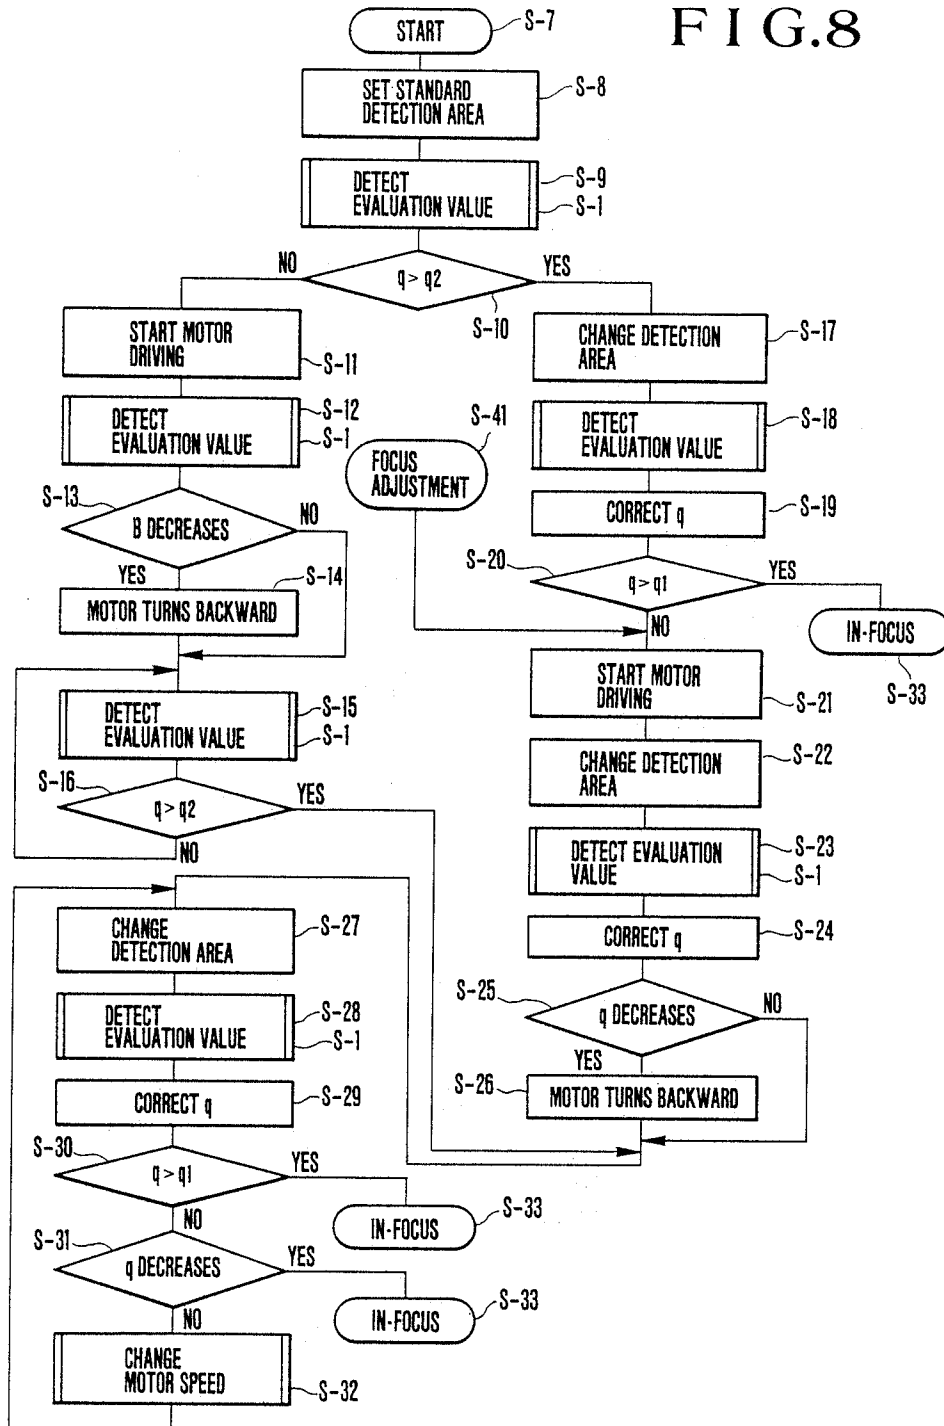 FIG.8
START
S-7
SET STANDARD
DETECTION AREA
S-8
DETECT
EVALUATION VALUE
S-9
S-1
q > q2
NO
YES
S-10
START MOTOR
DRIVING
S-11
DETECT
EVALUATION VALUE
S-12
S-1
S-13
B DECREASES
NO
YES
S-14
MOTOR TURNS BACKWARD
DETECT
EVALUATION VALUE
S-15
S-1
S-16
q > q2
YES
NO
CHANGE DETECTION
AREA
S-17
DETECT
EVALUATION VALUE
S-18
CORRECT q
S-19
S-20
q > q1
YES
NO
IN-FOCUS
S-33
S-41
FOCUS
ADJUSTMENT
START MOTOR
DRIVING
S-21
CHANGE DETECTION
AREA
S-22
DETECT EVALUATION
VALUE
S-23
S-1
CORRECT q
S-24
S-25
q DECREASES
NO
YES
S-26
MOTOR TURNS BACKWARD
CHANGE
DETECTION AREA
S-27
DETECT
EVALUATION VALUE
S-28
S-1
CORRECT q
S-29
S-30
q > q1
YES
NO
IN-FOCUS
S-33
S-31
q DECREASES
YES
NO
IN-FOCUS
S-33
CHANGE
MOTOR SPEED
S-32